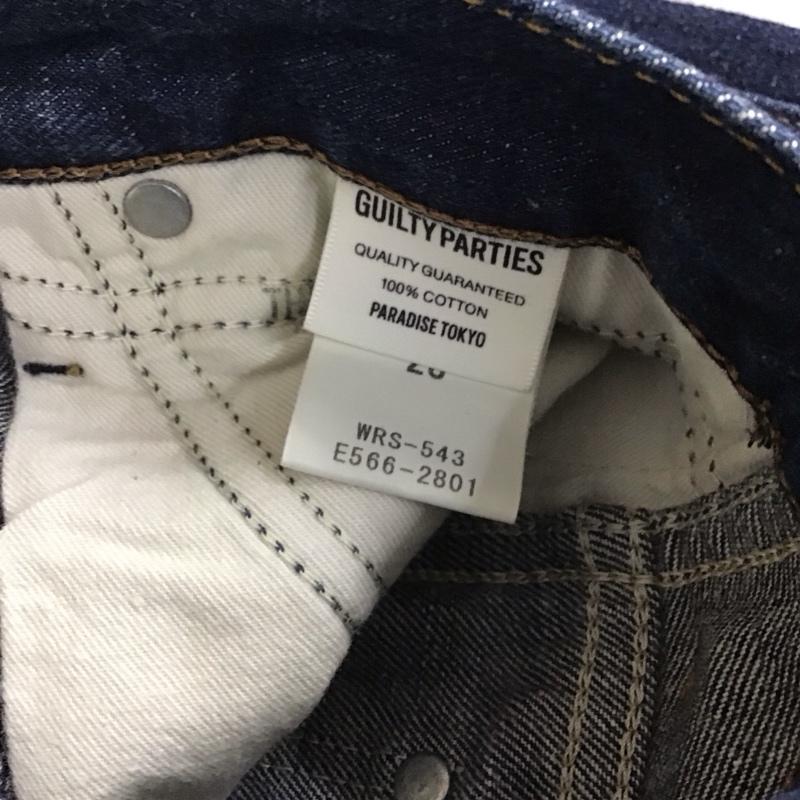 GUILTY PARTIES
QUALITY GUARANTEED
100% COTTON
PARADISE TOKYO
WRS-543
E566-2801